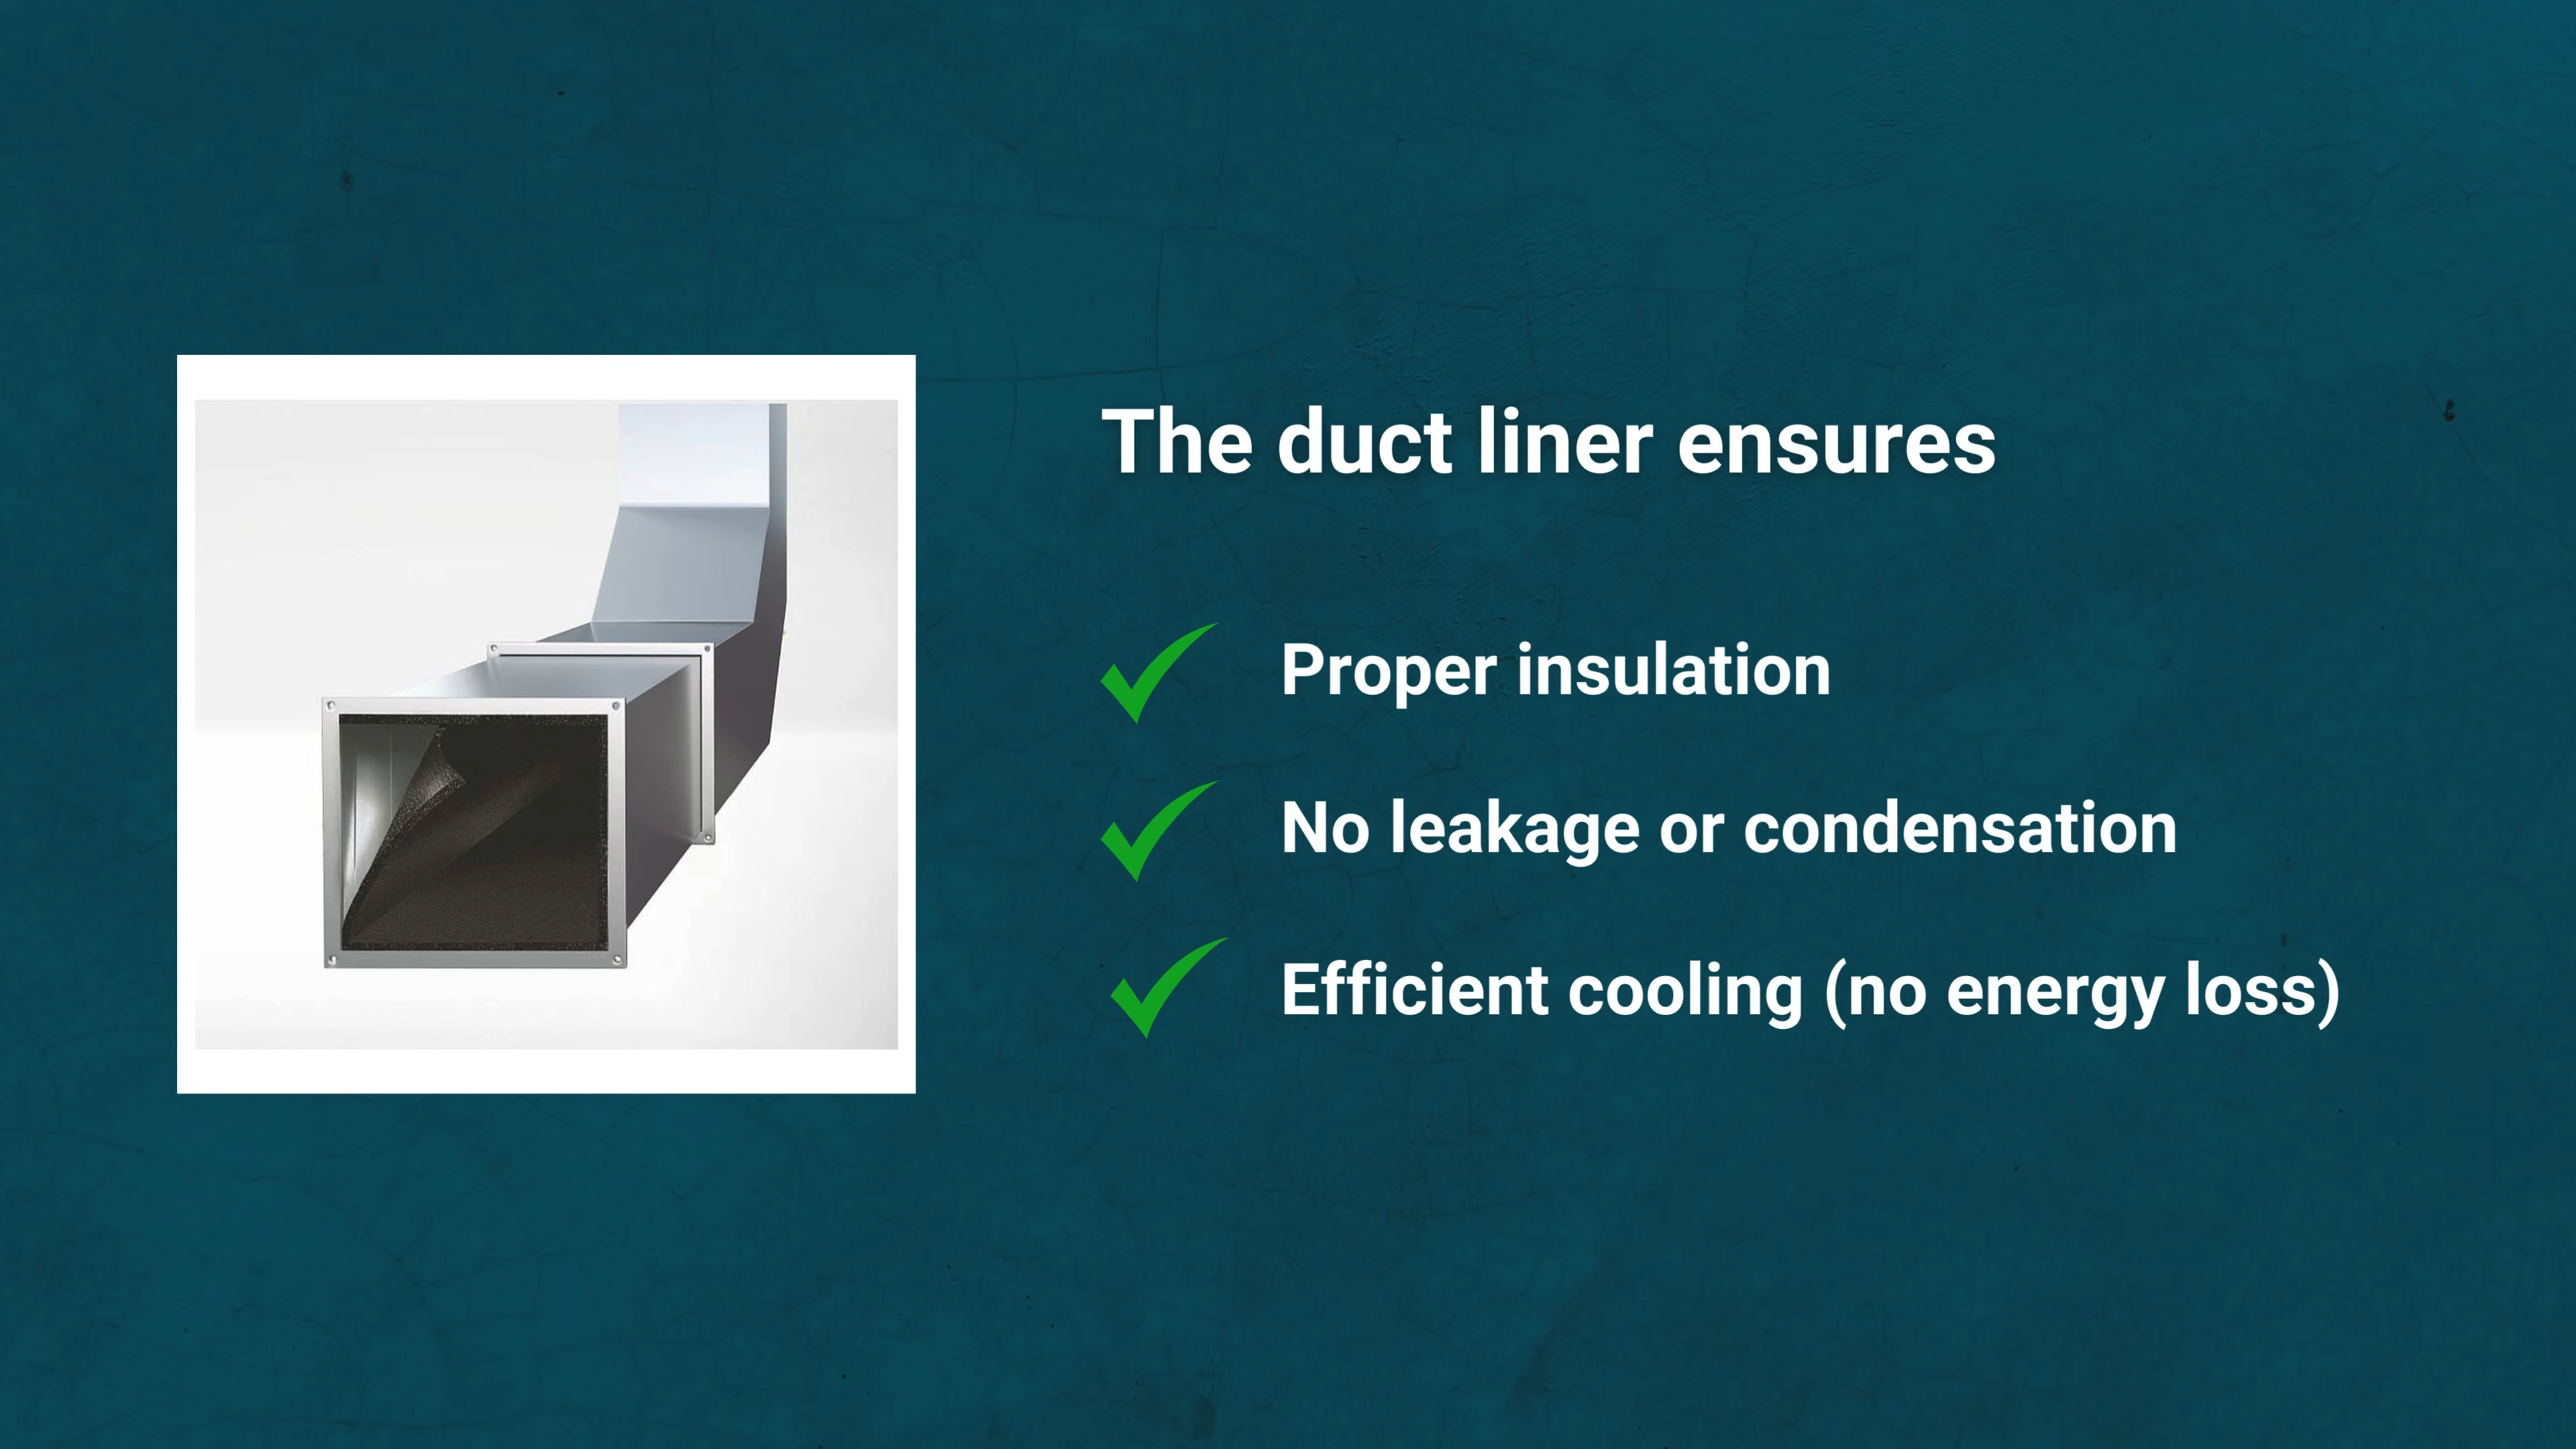 The duct liner ensures
Proper insulation
No leakage or condensation
Efficient cooling (no energy loss)